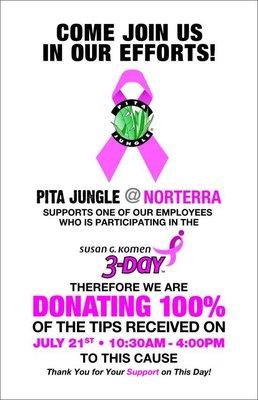 COME JOIN US
IN OUR EFFORTS!
PITA
JUNGLE
PITA JUNGLE @ NORTERRA
SUPPORTS ONE OF OUR EMPLOYEES
WHO IS PARTICIPATING IN THE
SUSAN G. KOMEN
3-DAY™
THEREFORE WE ARE
DONATING 100%
OF THE TIPS RECEIVED ON
JULY 21ST • 10:30AM - 4:00PM
TO THIS CAUSE
Thank You for Your Support on This Day!